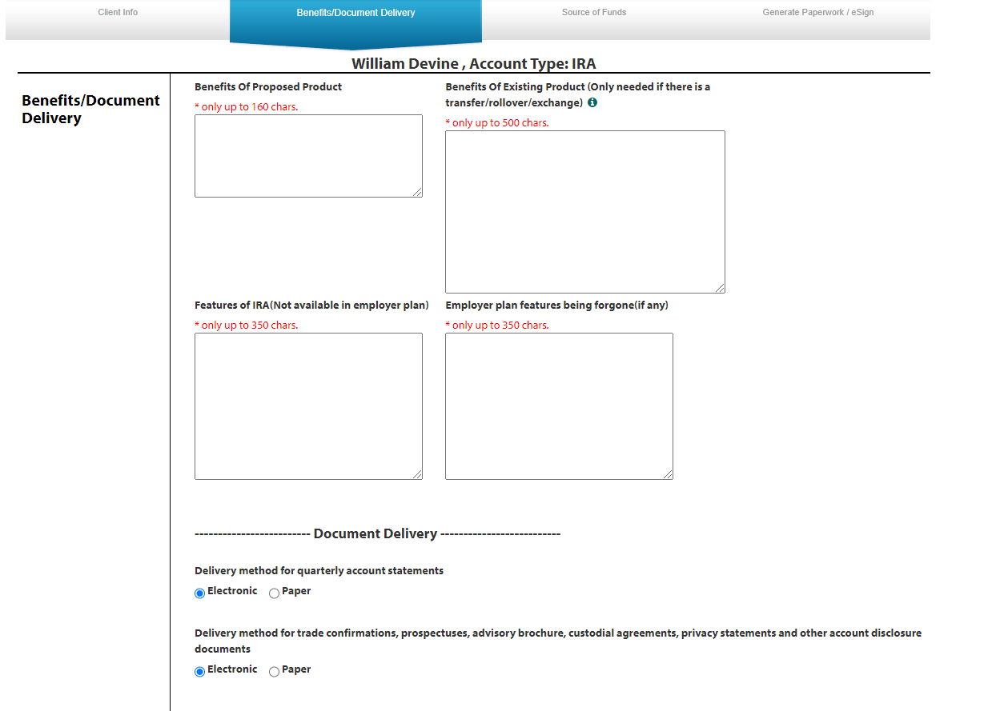 Client Info
Benefits/Document Delivery
Source of Funds
Generate Paperwork / eSign
William Devine , Account Type: IRA
Benefits/Document
Delivery
Benefits Of Proposed Product
* only up to 160 chars.
Benefits Of Existing Product (Only needed if there is a
transfer/rollover/exchange)
* only up to 500 chars.
Features of IRA(Not available in employer plan)
* only up to 350 chars.
Employer plan features being forgone(if any)
* only up to 350 chars.
------------------------- Document Delivery --------------------------
Delivery method for quarterly account statements
Electronic Paper
Delivery method for trade confirmations, prospectuses, advisory brochure, custodial agreements, privacy statements and other account disclosure
documents
Electronic Paper